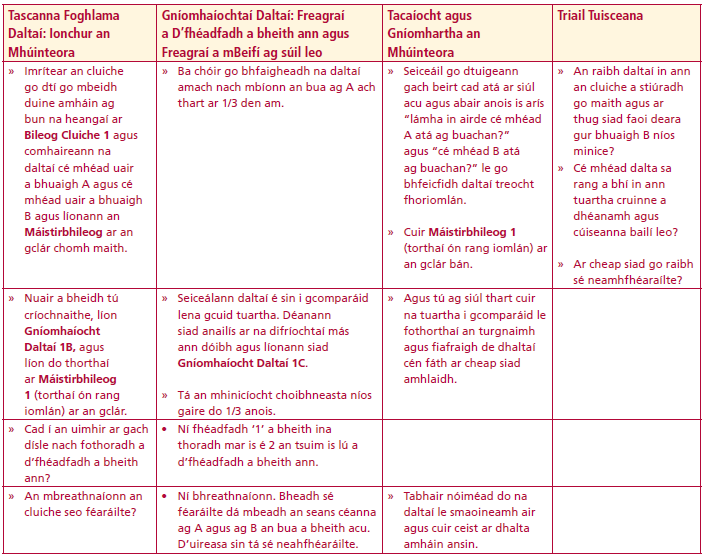 Tascanna Foghlama
Daltaí: Ionchur an
Mhúinteora
Gníomhaíochtaí Daltaí: Freagraí
a D'fhéadfadh a bheith ann agus
Freagraí a mBeifí ag súil leo
Tacaíocht agus
Gníomhartha an
Mhúinteora
Triail Tuisceana
» Imrítear an cluiche
go dtí go mbeidh
duine amháin ag
bun na heangaí ar
Bileog Cluiche 1 agus
comhaireann na
daltaí cé mhéad uair
a bhuaigh A agus cé
mhéad uair a bhuaigh
B agus líonann an
Máistirbhileog ar an
gclár chomh maith.
» Ba chóir go bhfaigheadh na daltaí
amach nach mbíonn an bua ag A ach
thart ar 1/3 den am.
» Seiceáil go dtuigeann
gach beirt cad atá ar siúl
acu agus abair anois is arís
"lámha in airde cé mhéad
A atá ag buachan?"
agus "cé mhéad B atá
ag buachan?" le go
bhfeicfidh daltaí treocht
fhoriomlán.
» Cuir Máistirbhileog 1
(torthaí ón rang iomlán) ar
an gclár bán.
» An raibh daltaí in ann
an cluiche a stiúradh
go maith agus ar
thug siad faoi deara
gur bhuaigh B níos
minice?
» Cé mhéad dalta sa
rang a bhí in ann
tuartha cruinne a
dhéanamh agus
cúiseanna bailí leo?
» Ar cheap siad go raibh
sé neamhfhéaráilte?
» Nuair a bheidh tú
críochnaithe, líon
Gníomhaíocht
Daltaí 1B, agus
líon do thorthaí
ar Máistirbhileog
1 (torthaí ón rang
iomlán) ar an gclár.
» Seiceálann daltaí é sin i gcomparáid
lena gcuid tuartha. Déanann
siad anailís ar na difríochtaí más
ann dóibh agus líonann siad
Gníomhaíocht Daltaí 1C.
» Tá an mhinicíocht choibhneasta níos
gaire do 1/3 anois.
» Agus tú ag siúl thart cuir
na tuartha i gcomparáid le
fothorthaí an turgnaimh
agus fiafraigh de dhaltaí
cén fáth ar cheap siad
amhlaidh.
» Cad í an uimhir ar gach
dísle nach fothoradh a
d'fhéadfadh a bheith
ann?
• Ní fhéadfadh '1' a bheith ina
thoradh mar is é 2 an tsuim is lú a
d'fhéadfadh a bheith ann.
» An mbreathnaíonn an
cluiche seo féaráilte?
• Ní bhreathnaíonn. Bheadh sé
féaráilte dá mbeadh an seans céanna
ag A agus ag B an bua a bheith acu.
D'uireasa sin tá sé neahfhéaráilte.
» Tabhair nóiméad do na
daltaí le smaoineamh air
agus cuir ceist ar dhalta
amháin ansin.